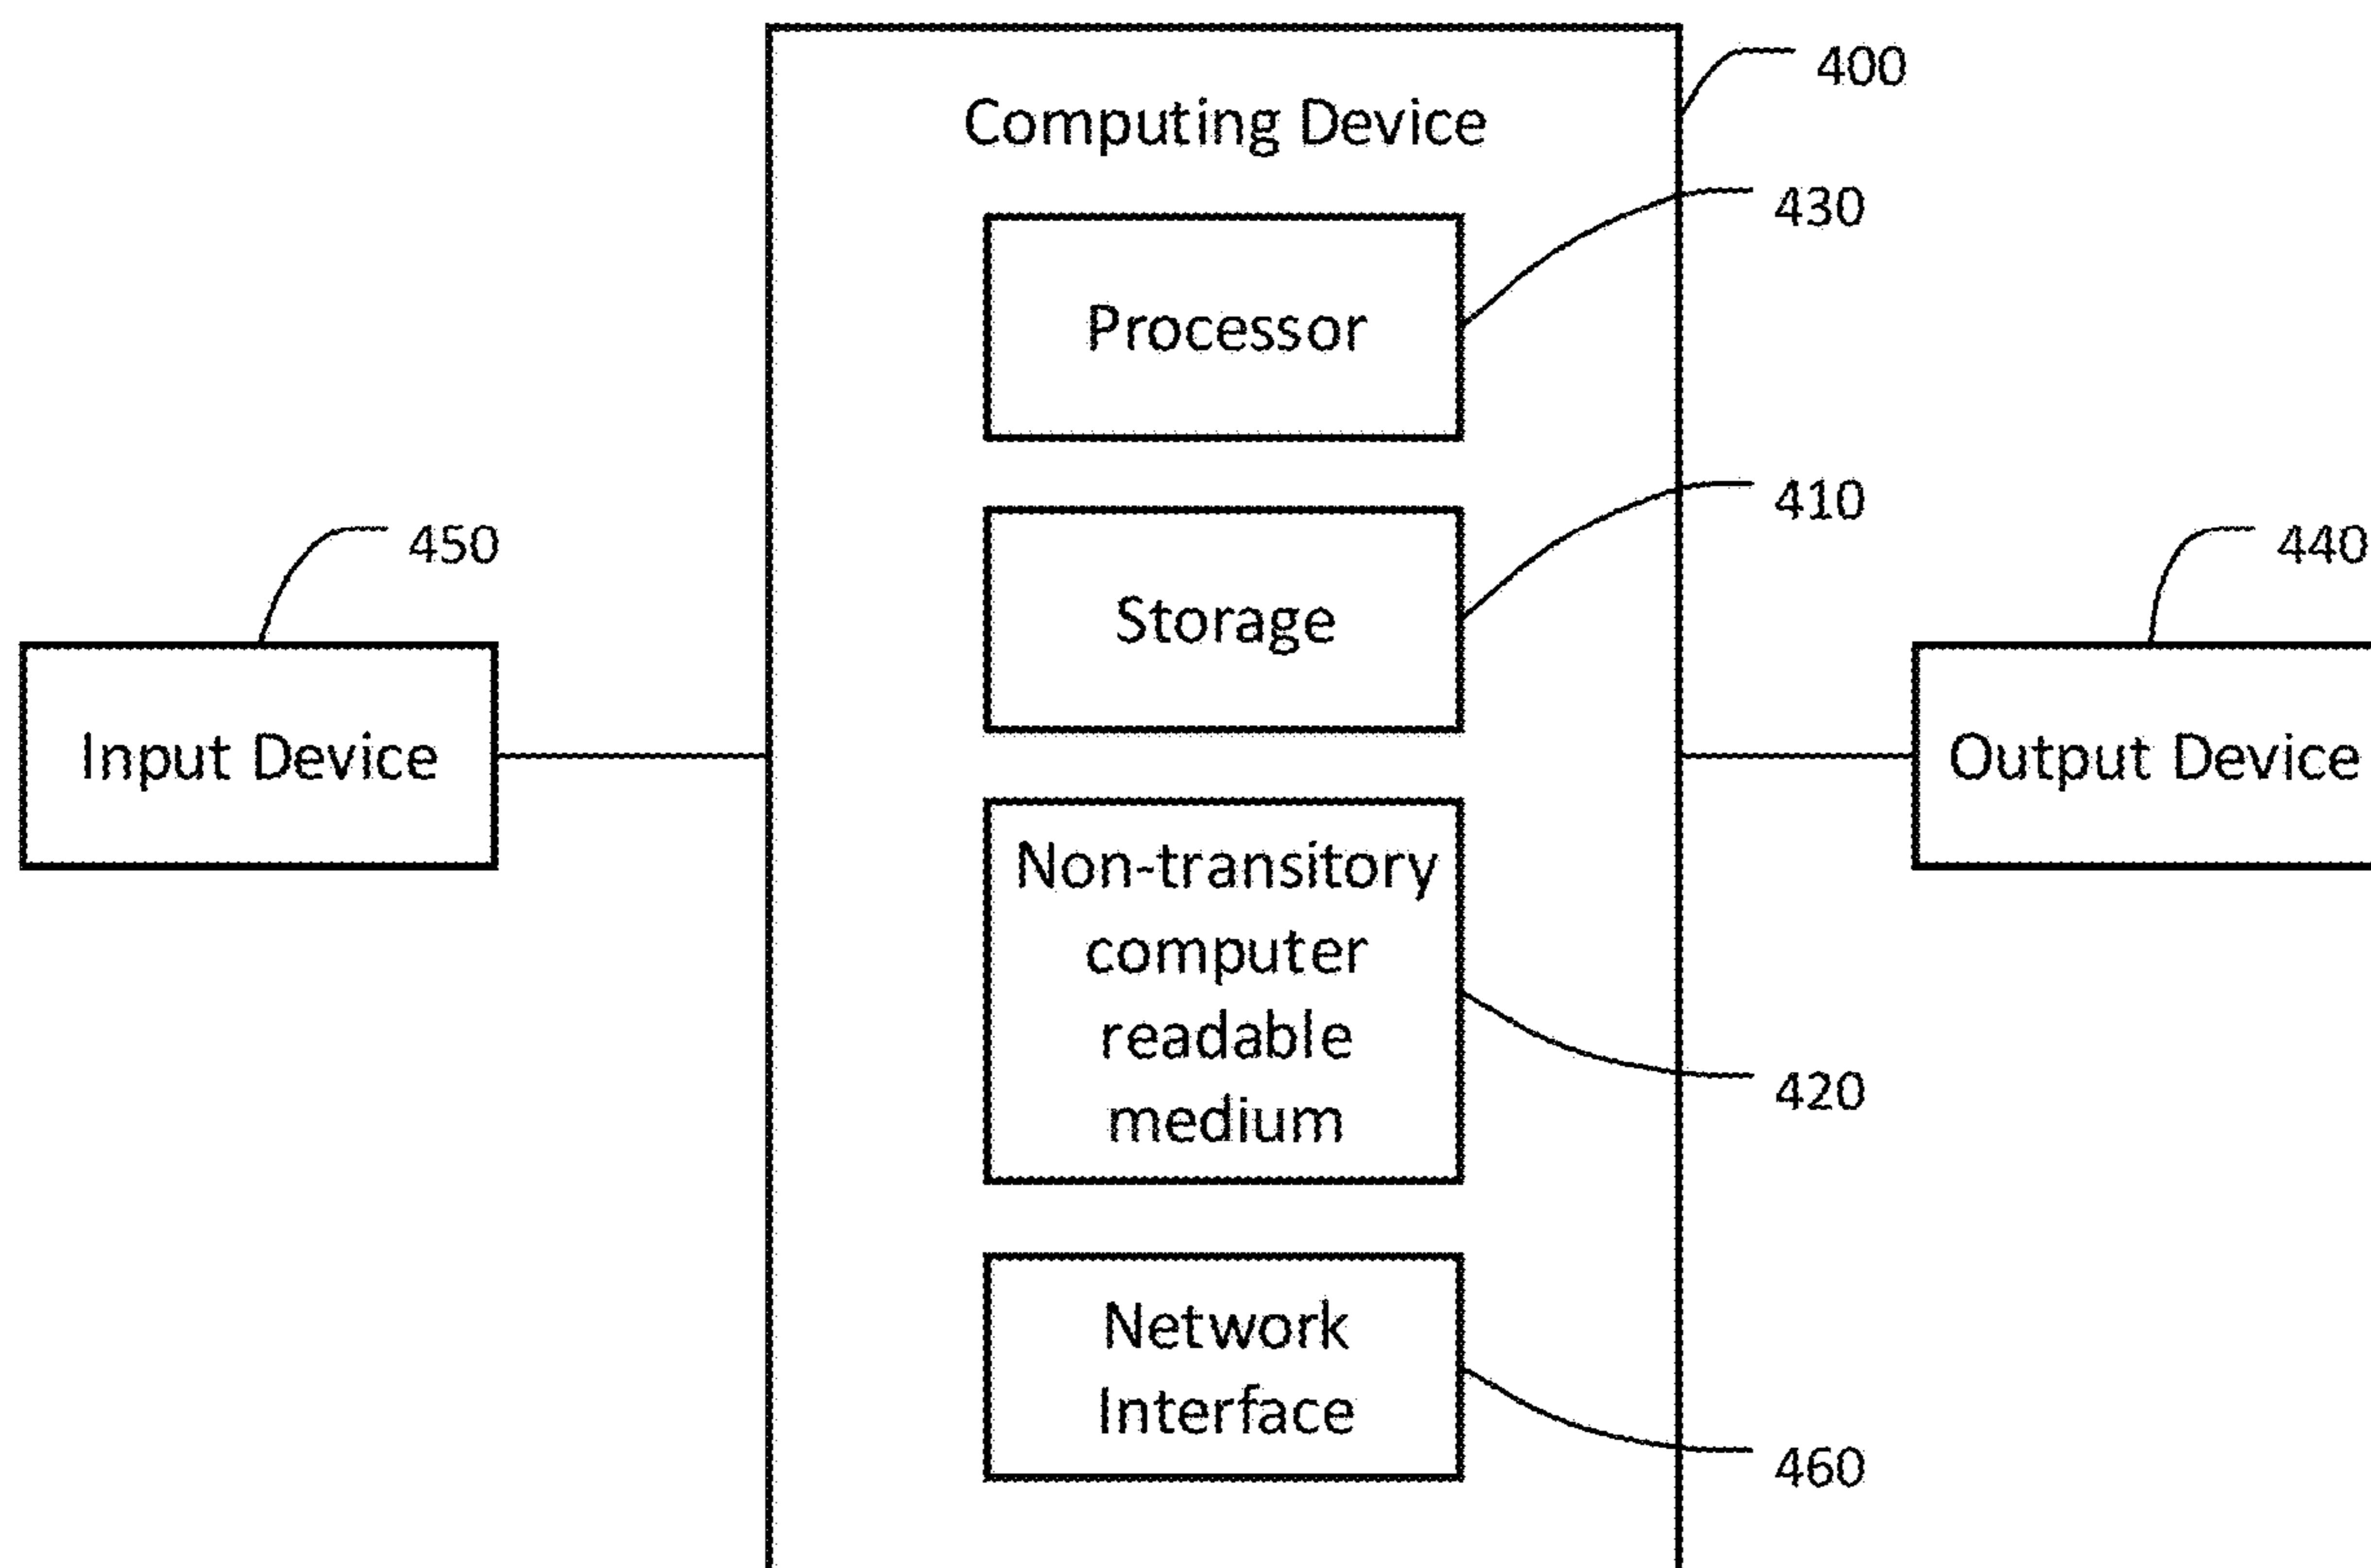 400
Computing Device
430
Processor
410
Storage
450
Input Device
440
Output Device
Non-transitory
computer
readable
medium
420
Network
Interface
460